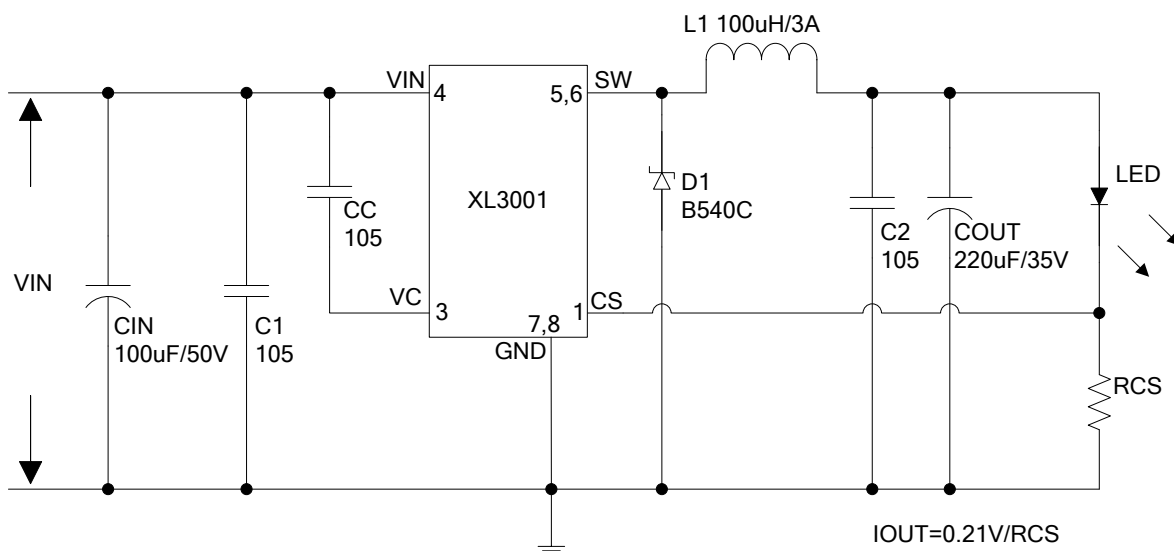 L1 100uH/3A
VIN
4
5,6
SW
XL3001
D1
B540C
LED
CC
105
C2
105
COUT
220uF/35V
VIN
VC
3
1
CS
CIN
100uF/50V
C1
105
7,8
GND
RCS
IOUT=0.21V/RCS